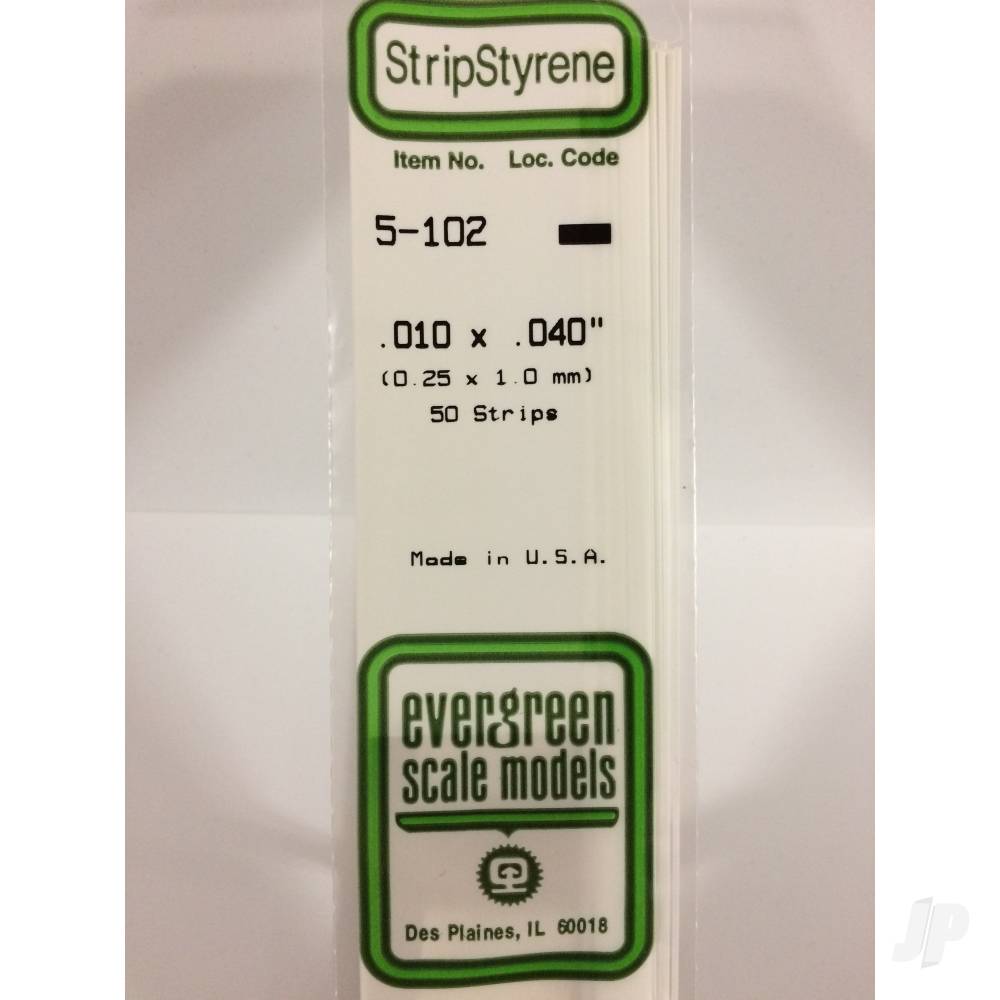 StripStyrene
Item No. Loc. Code
5-102
.010 x .040"
(0.25 x 1.0 mm)
50 Strips
Made in U.S.A.
evergreen
scale models
Des Plaines, IL 60018
JP